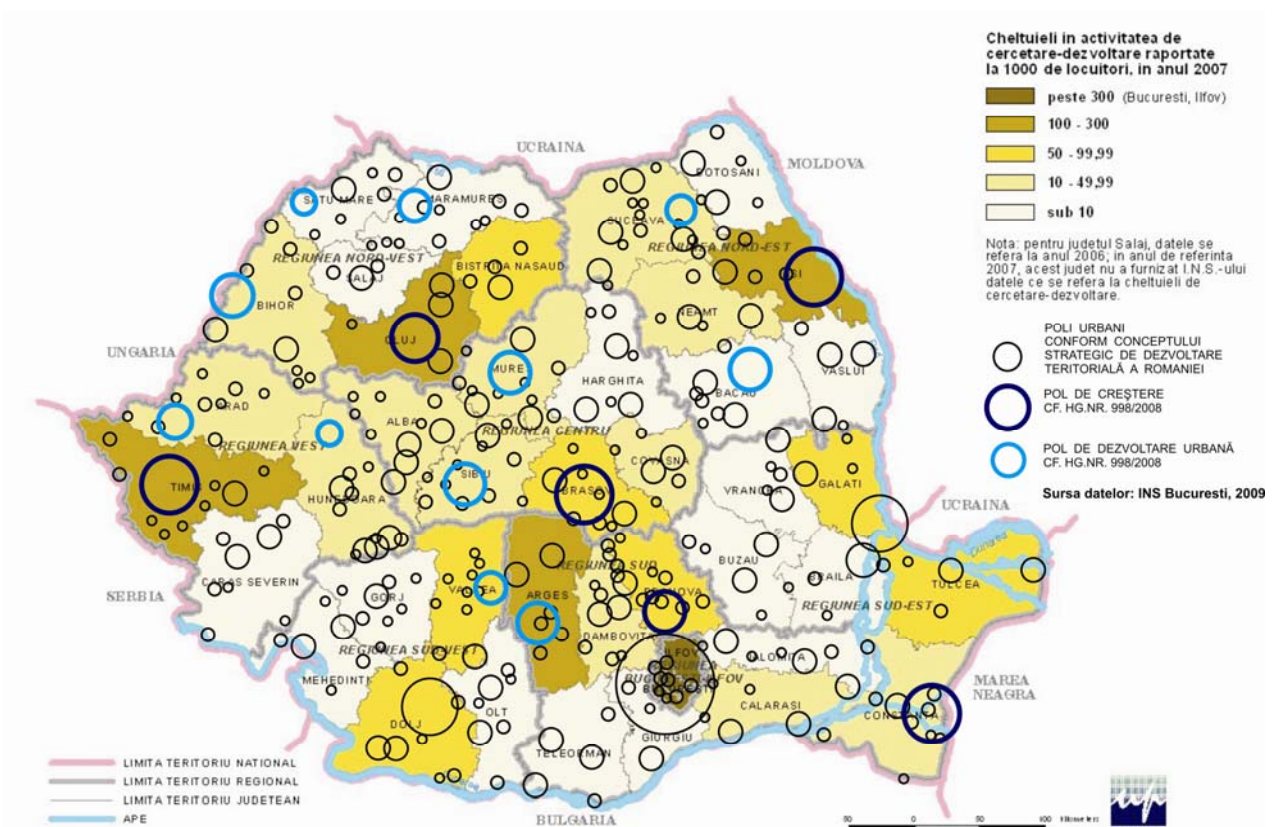 Cheltuieli in activitatea de
cercetare-dezvoltare raportate
la 1000 de locuitori, in anul 2007
peste 300 (Bucuresti, Ilfov)
100 - 300
50 - 99,99
10 - 49,99
sub 10
Nota: pentru judetul Salaj, datele se
refera la anul 2006; in anul de referinta
2007, acest judet nu a furnizat I.N.S.-ului
datele ce se refera la cheltuieli de
cercetare-dezvoltare.
POLI URBANI
CONFORM CONCEPTULUI
STRATEGIC DE DEZVOLTARE
TERITORIALĂ A ROMANIEI
POL DE CREȘTERE
CF. HG.NR. 998/2008
POL DE DEZVOLTARE URBANĂ
CF. HG.NR. 998/2008
Sursa datelor: INS Bucuresti, 2009
UCRAINA
MOLDOVA
BOTOSANI
SATU MARE
MARAMURES
SUCEAVA
REGIUNEA NORD-EST
REGIUNEA NORD-VEST
BISTRITA NASAUD
SALAJ
BIHOR
NEAMT
CLUJ
UNGARIA
MURE
HARGHITA
BACAU
VASLUI
ARAD
ALBA
REGIUNEA CENTRU
REGIUNEA VEST
TIMIS
HUNEDOARA
SIBIU
BRASOV
COVASNA
VRANCEA
GALATI
UCRAINA
CARAS SEVERIN
SERBIA
GORJ
VALCEA
ARGES
REGIUNEA SUD
PRAHOVA
BUZAU
BRAILA
TULCEA
REGIUNEA SUD-EST
DAMBOVITA
REGIUNEA SUD-VEST
MEHEDINTI
ILFOV
IALOMITA
MAREA
NEAGRA
DOLJ
OLT
CALARASI
CONSTANTA
TELEORMAN
GIURGIU
BULGARIA
LIMITA TERITORIU NATIONAL
LIMITA TERITORIU REGIONAL
LIMITA TERITORIU JUDETEAN
APE
50 0 50 100